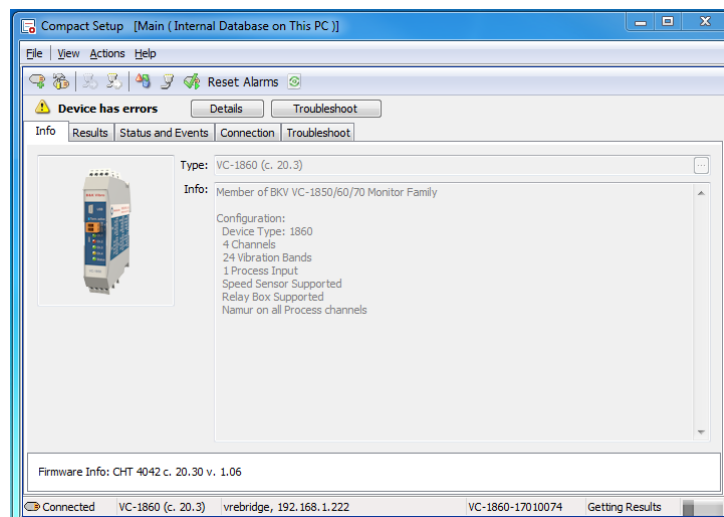 Compact Setup [Main ( Internal Database on This PC )]
File View Actions Help
Reset Alarms
Device has errors Details Troubleshoot
Info Results Status and Events Connection Troubleshoot
Type: VC-1860 (c. 20.3) ...
Info: Member of BKV VC-1850/60/70 Monitor Family
Configuration:
Device Type: 1860
4 Channels
24 Vibration Bands
1 Process Input
Speed Sensor Supported
Relay Box Supported
Namur on all Process channels
Firmware Info: CHT 4042 c. 20.30 v. 1.06
Connected VC-1860 (c. 20.3) vrebridge, 192.168.1.222 VC-1860-17010074 Getting Results